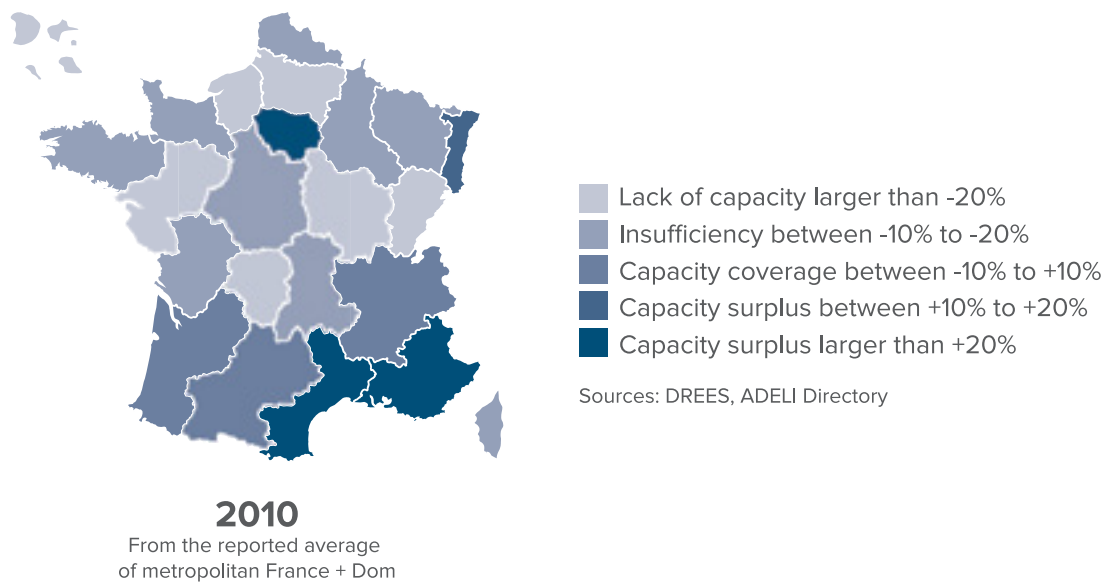 Lack of capacity larger than -20%
Insufficiency between -10% to -20%
Capacity coverage between -10% to +10%
Capacity surplus between +10% to +20%
Capacity surplus larger than +20%
Sources: DREES, ADELI Directory
2010
From the reported average
of metropolitan France + Dom